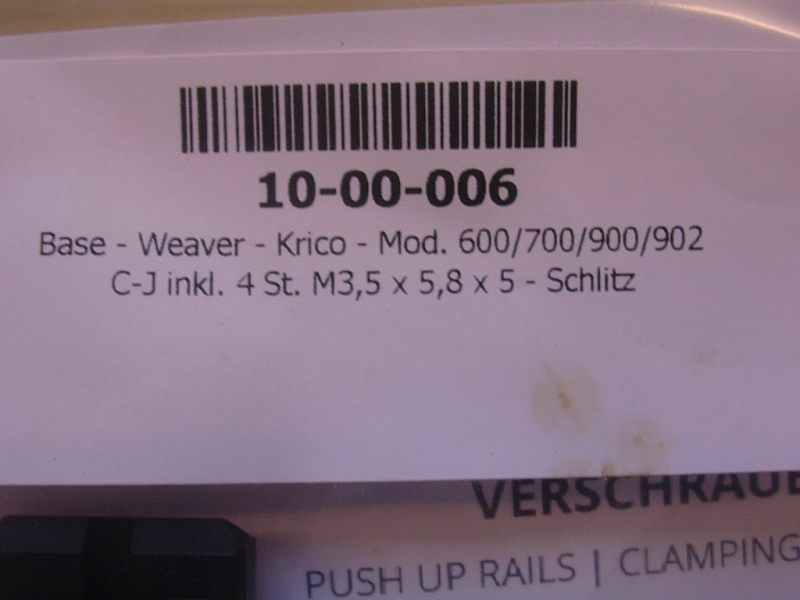 10-00-006
Base - Weaver - Krico - Mod. 600/700/900/902
C-J inkl. 4 St. M3,5 x 5,8 x 5 - Schlitz
PUSH UP RAILS | CLAMPING